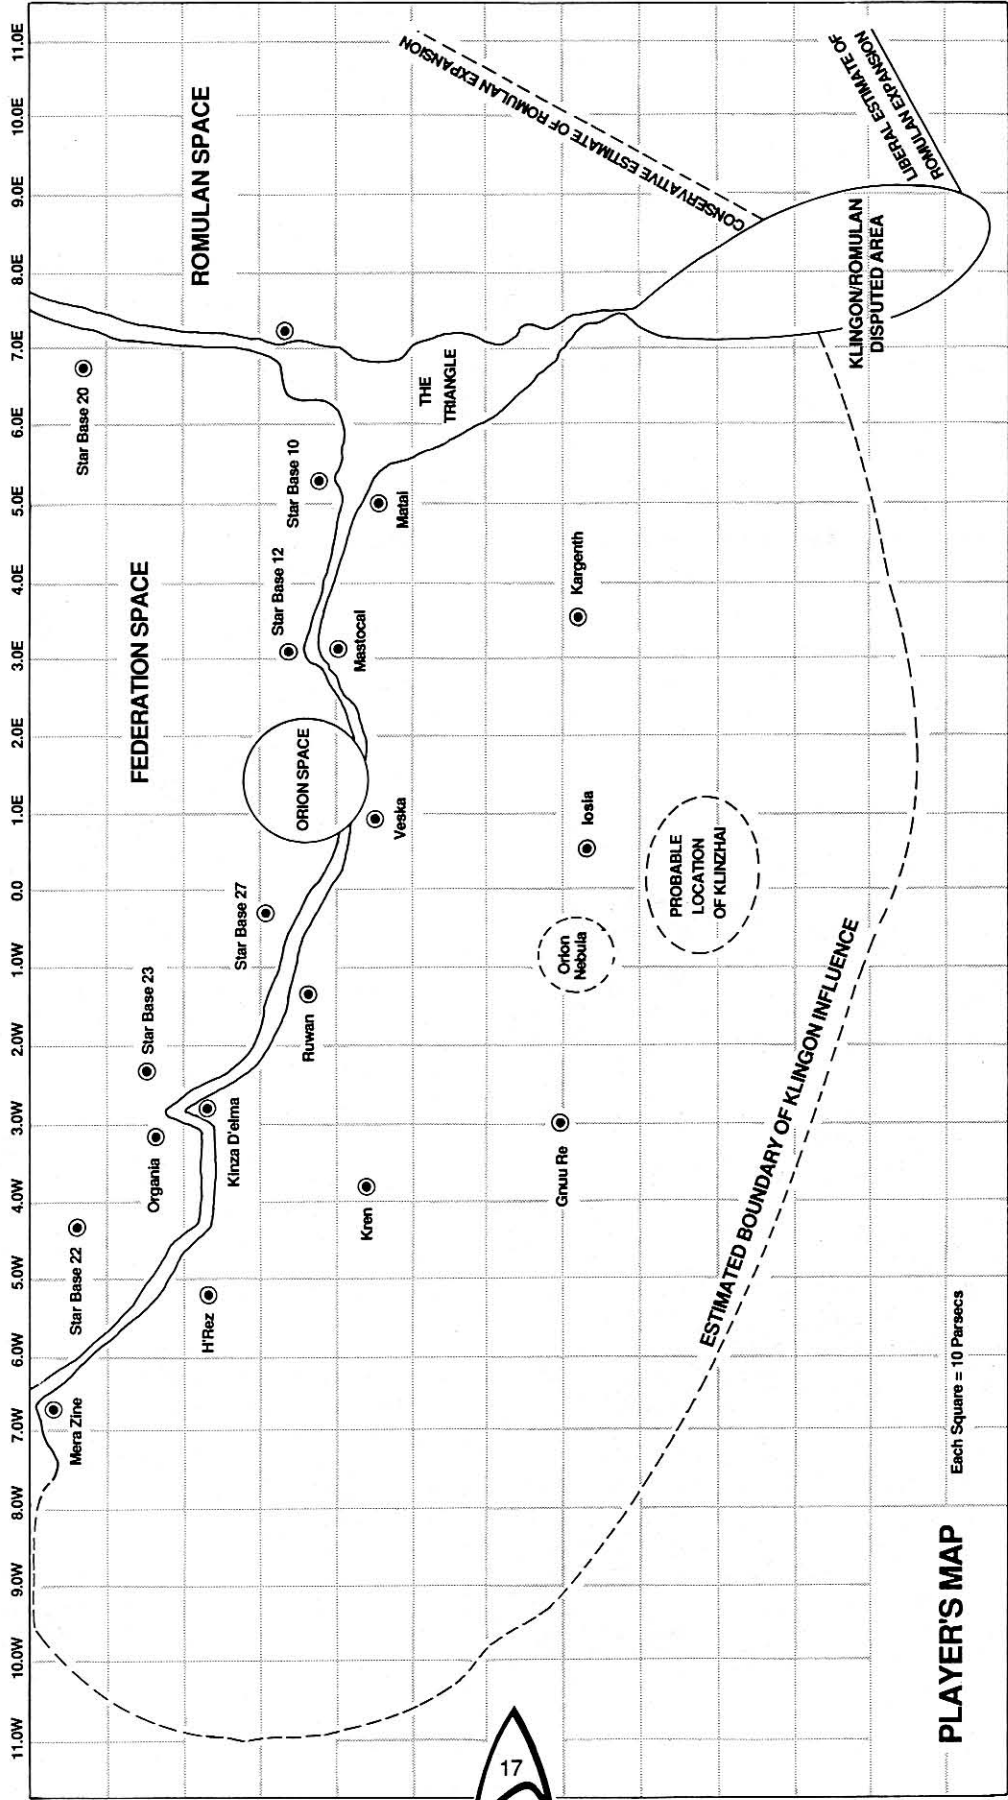 11.0W 10.0W 9.0W 8.0W 7.0W 6.0W 5.0W 4.0W 3.0W 2.0W 1.0W 0.0 1.0E 2.0E 3.0E 4.0E 5.0E 6.0E 7.0E 8.0E 9.0E 10.0E 11.0E
Mera Zine
Star Base 22
Star Base 20
FEDERATION SPACE
Organia
Star Base 23
ROMULAN SPACE
H'Rez
Kinza D'elma
Star Base 27
Star Base 12
Star Base 10
ORION SPACE
Ruwan
Mastocal
Kren
Veska
Matai
THE
TRIANGLE
CONSERVATIVE ESTIMATE OF ROMULAN EXPANSION
Gnuu Re
Orion
Nebula
Iosia
Kargenth
PROBABLE
LOCATION
OF KLINZHAI
ESTIMATED BOUNDARY OF KLINGON INFLUENCE
KLINGON/ROMULAN
DISPUTED AREA
LIBERAL ESTIMATE OF
ROMULAN EXPANSION
PLAYER'S MAP
Each Square = 10 Parsecs
17